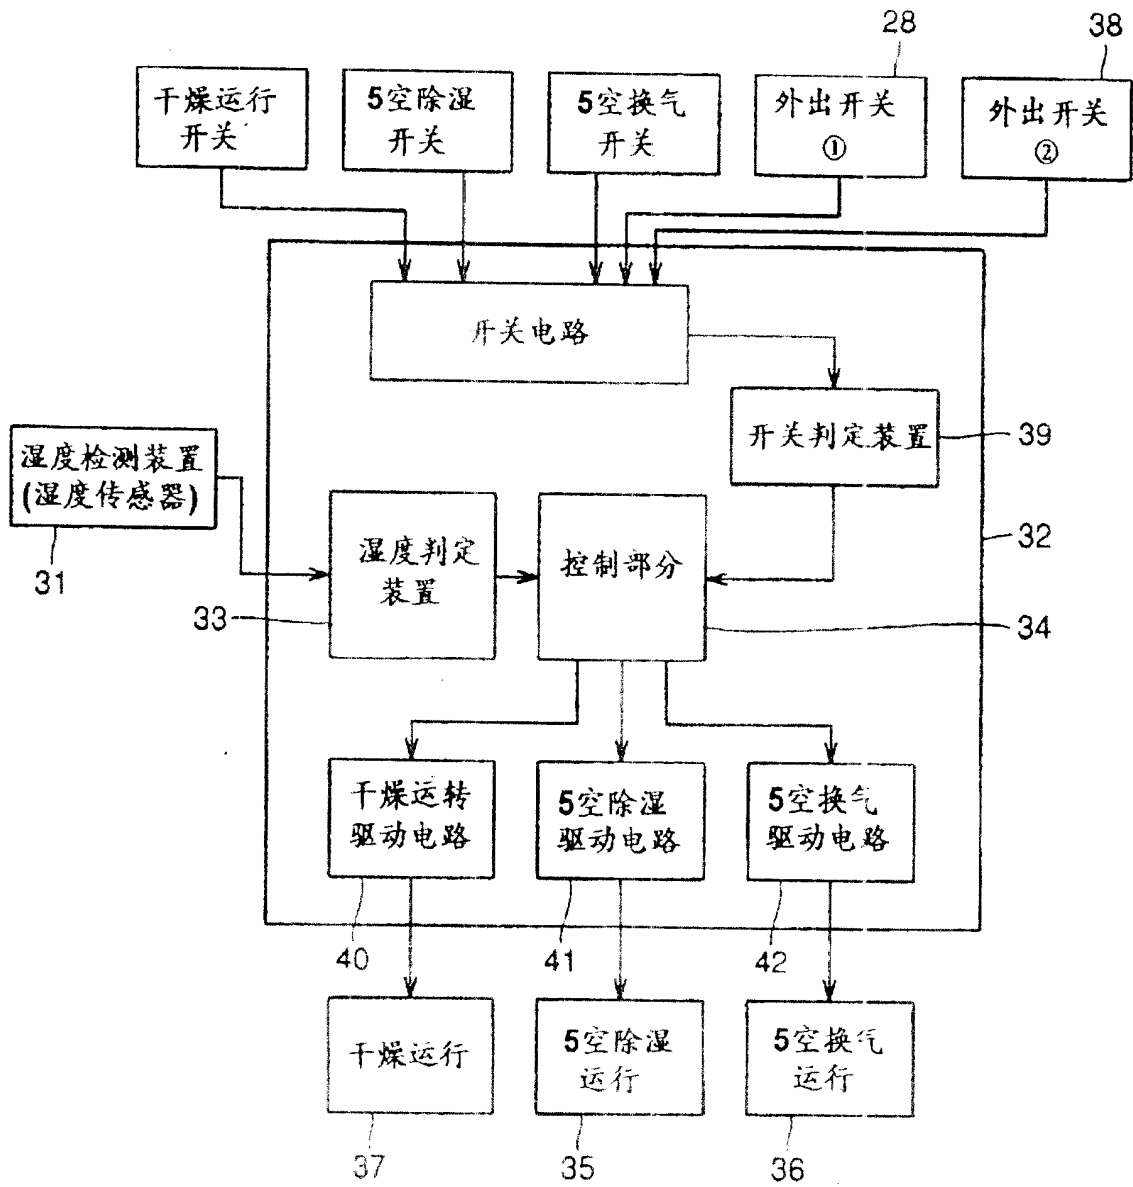 28
38
干燥运行
开关
5空除湿
开关
5空换气
开关
外出开关
①
外出开关
②
开关电路
开关判定装置
39
湿度检测装置
(湿度传感器)
31
湿度判定
装置
33
控制部分
32
34
干燥运转
驱动电路
5空除湿
驱动电路
5空换气
驱动电路
40
41
42
干燥运行
5空除湿
运行
5空换气
运行
37
35
36